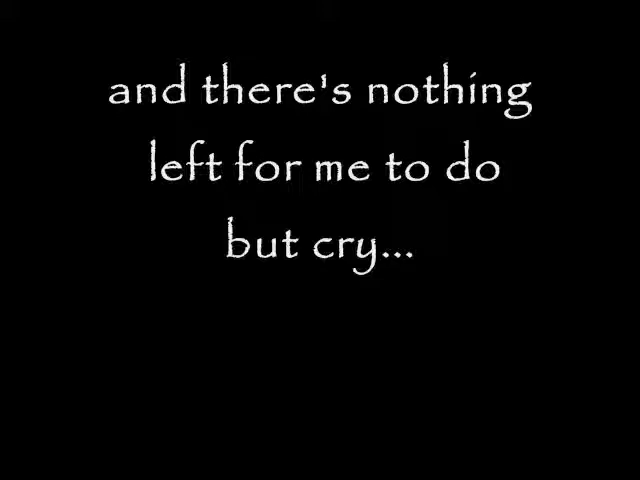 and there's nothing
left for me to do
but cry...